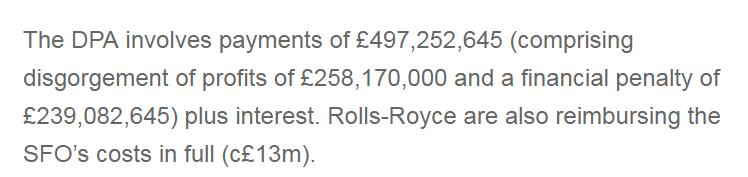 The DPA involves payments of £497,252,645 (comprising
disgorgement of profits of £258,170,000 and a financial penalty of
£239,082,645) plus interest. Rolls-Royce are also reimbursing the
SFO’s costs in full (c£13m).